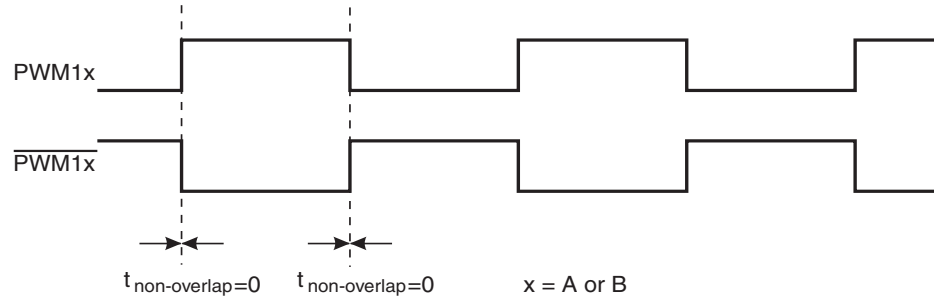 PWM1x
PWM1x
t non-overlap=0 t non-overlap=0 x = A or B